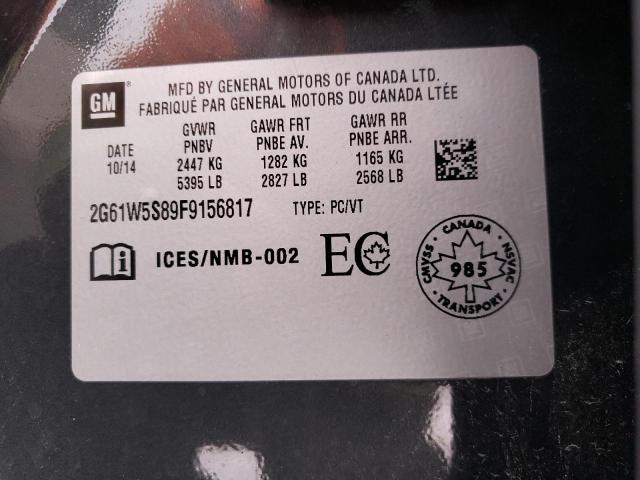 GM®
MFD BY GENERAL MOTORS OF CANADA LTD.
FABRIQUÉ PAR GENERAL MOTORS DU CANADA LTÉE
GVWR GAWR FRT GAWR RR
PNBV PNBE AV. PNBE ARR.
DATE
10/14 2447 KG 1282 KG 1165 KG
5395 LB 2827 LB 2568 LB
2G61W5S89F9156817 TYPE: PC/VT
i ICES/NMB-002 EC
CMVSS • CANADA • NSVAC
985
• TRANSPORT •